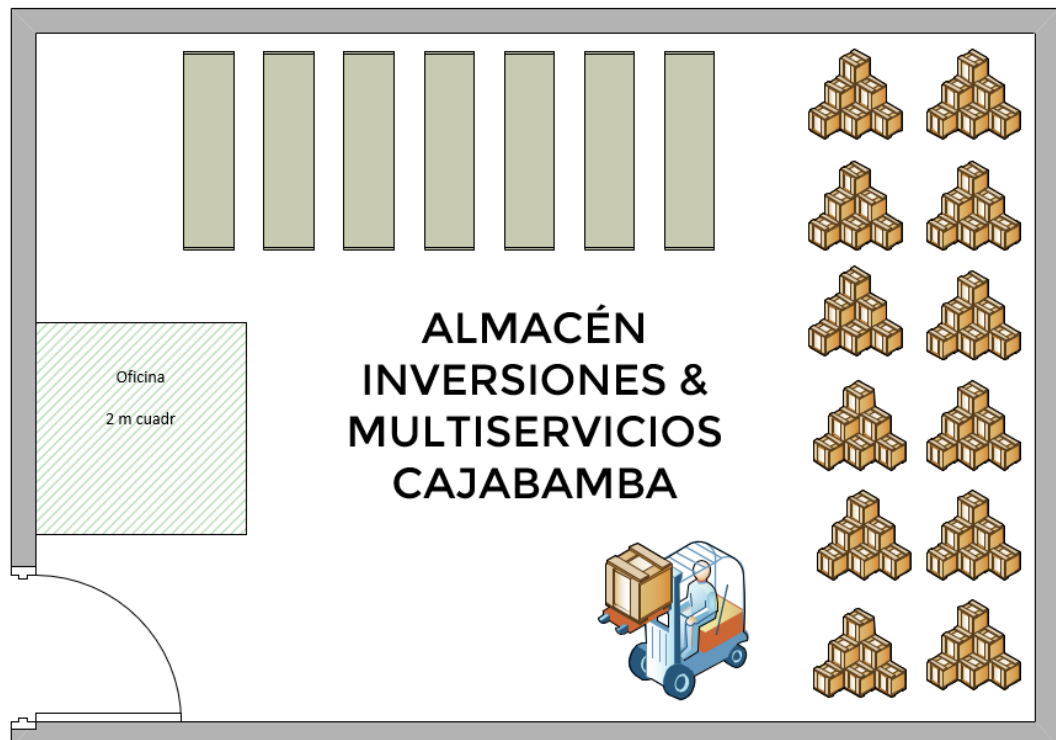 ALMACÉN
INVERSIONES &
MULTISERVICIOS
CAJABAMBA
Oficina
2 m cuadr